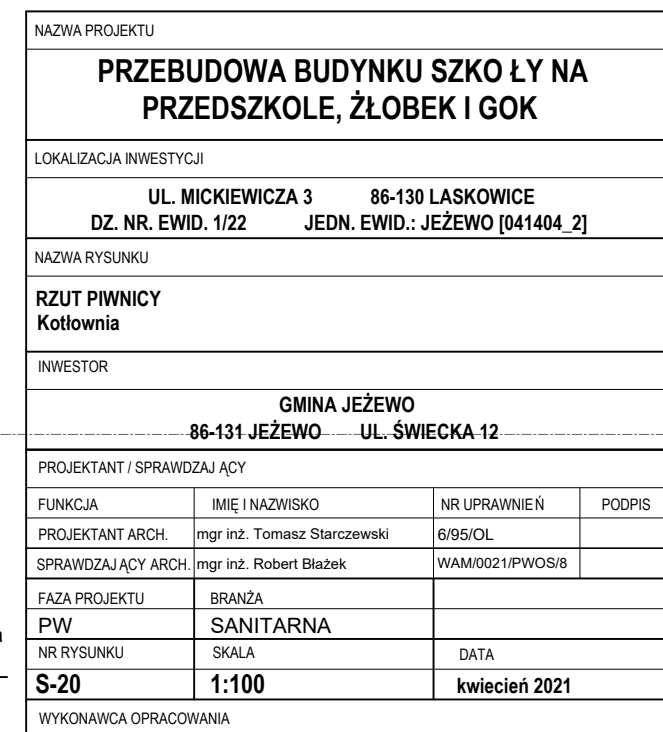 NAZWA PROJEKTU
PRZEBUDOWA BUDYNKU SZKO ŁY NA
PRZEDSZKOLE, ŻŁOBEK I GOK
LOKALIZACJA INWESTYCJI
UL. MICKIEWICZA 3 86-130 LASKOWICE
DZ. NR. EWID. 1/22 JEDN. EWID.: JEŻEWO [041404_2]
NAZWA RYSUNKU
RZUT PIWNICY
Kotłownia
INWESTOR
GMINA JEŻEWO
86-131 JEŻEWO UL. ŚWIECKA 12
PROJEKTANT / SPRAWDZAJ ĄCY
FUNKCJA IMIĘ I NAZWISKO NR UPRAWNIEŃ PODPIS
PROJEKTANT ARCH. mgr inż. Tomasz Starczewski 6/95/OL
SPRAWDZAJĄCY ARCH. mgr inż. Robert Błażek WAM/0021/PWOS/8
FAZA PROJEKTU BRANŻA
PW SANITARNA
NR RYSUNKU SKALA DATA
S-20 1:100 kwiecień 2021
WYKONAWCA OPRACOWANIA